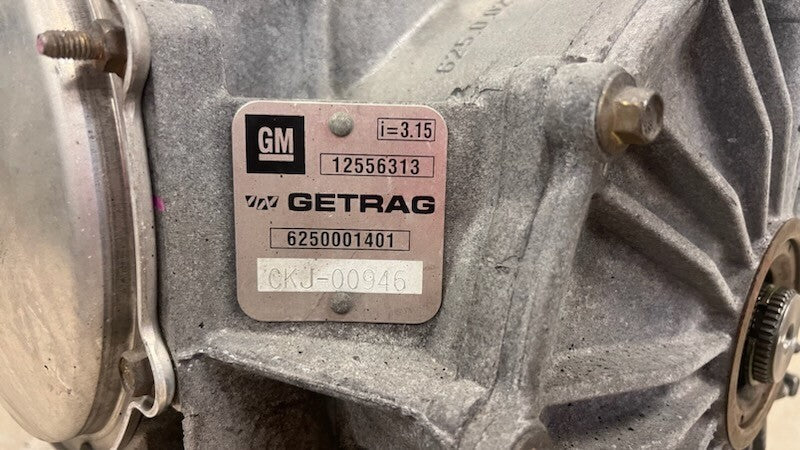 GM
i=3.15
12556313
GETRAG
6250001401
CKJ-00946